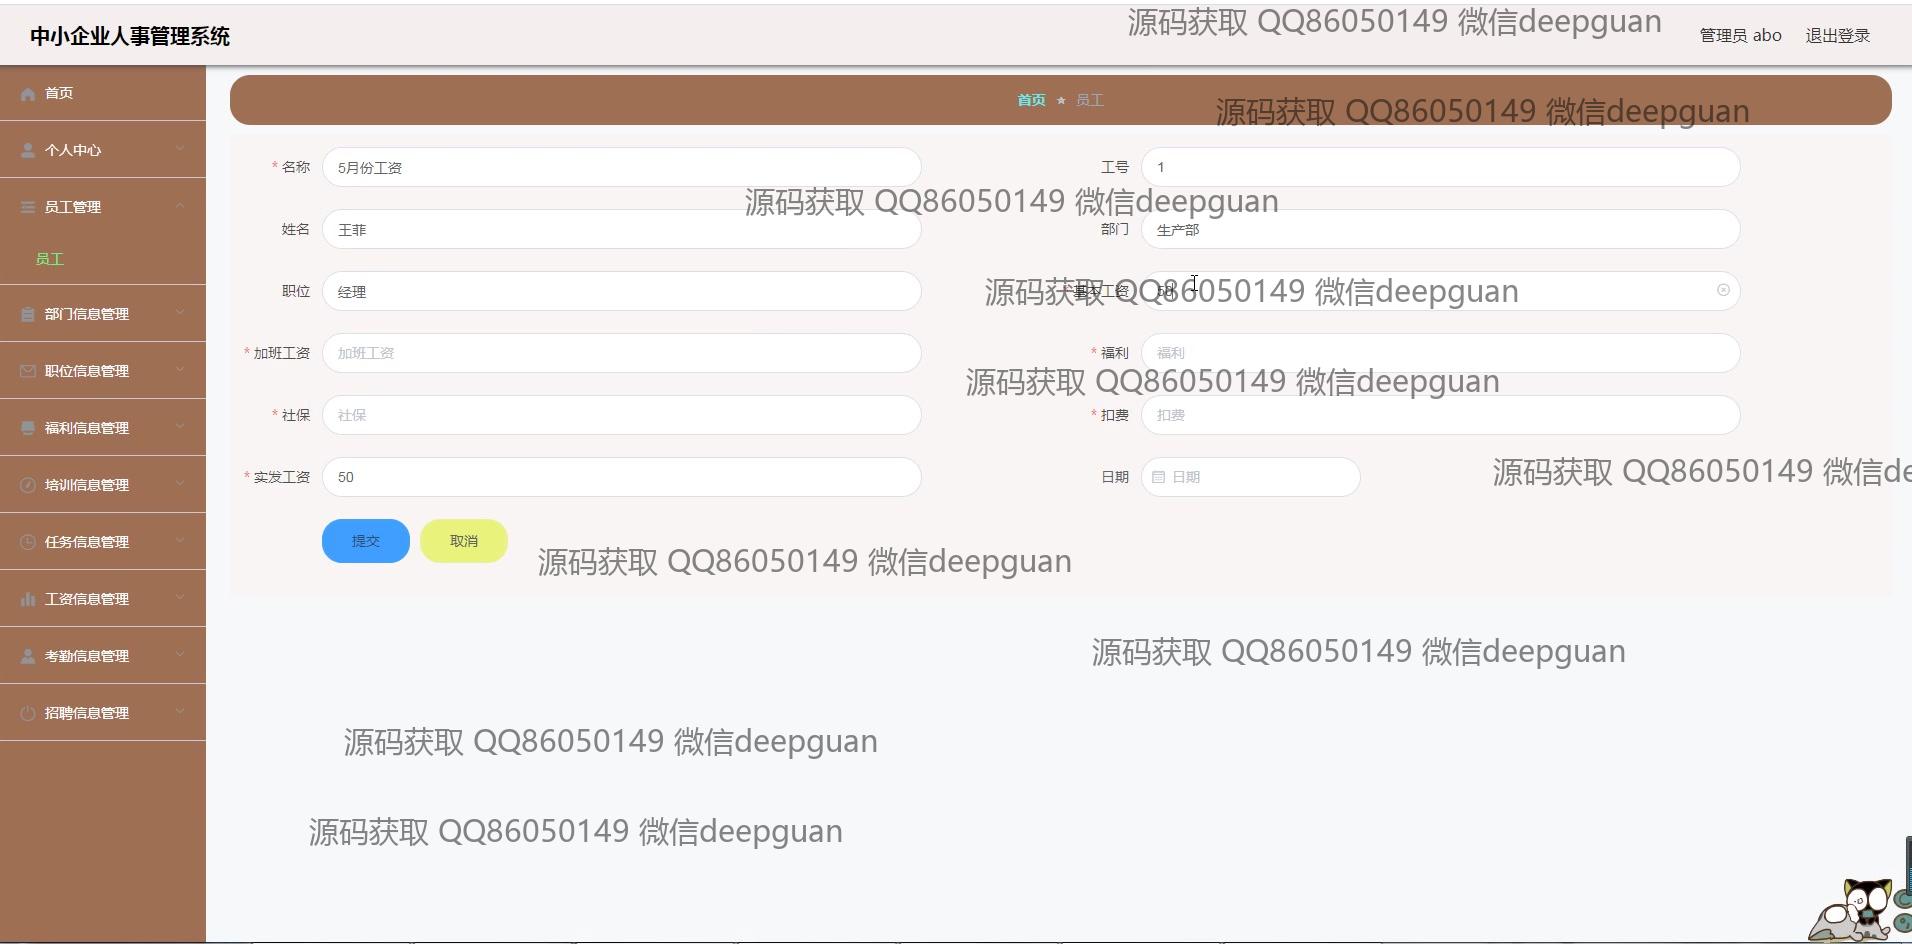 中小企业人事管理系统
源码获取 QQ86050149 微信deepguan
管理员 abo 退出登录
首页
个人中心
员工管理
员工
部门信息管理
职位信息管理
福利信息管理
培训信息管理
任务信息管理
工资信息管理
考勤信息管理
招聘信息管理
首页 员工
源码获取 QQ86050149 微信deepguan
* 名称 5月份工资 工号 1
源码获取 QQ86050149 微信deepguan
姓名 王菲 部门 生产部
职位 经理 * 基本工资
源码获取 QQ86050149 微信deepguan
* 加班工资 加班工资 * 福利 福利
源码获取 QQ86050149 微信deepguan
* 社保 社保 * 扣费 扣费
* 实发工资 50 日期 日期
源码获取 QQ86050149 微信de
提交 取消
源码获取 QQ86050149 微信deepguan
源码获取 QQ86050149 微信deepguan
源码获取 QQ86050149 微信deepguan
源码获取 QQ86050149 微信deepguan